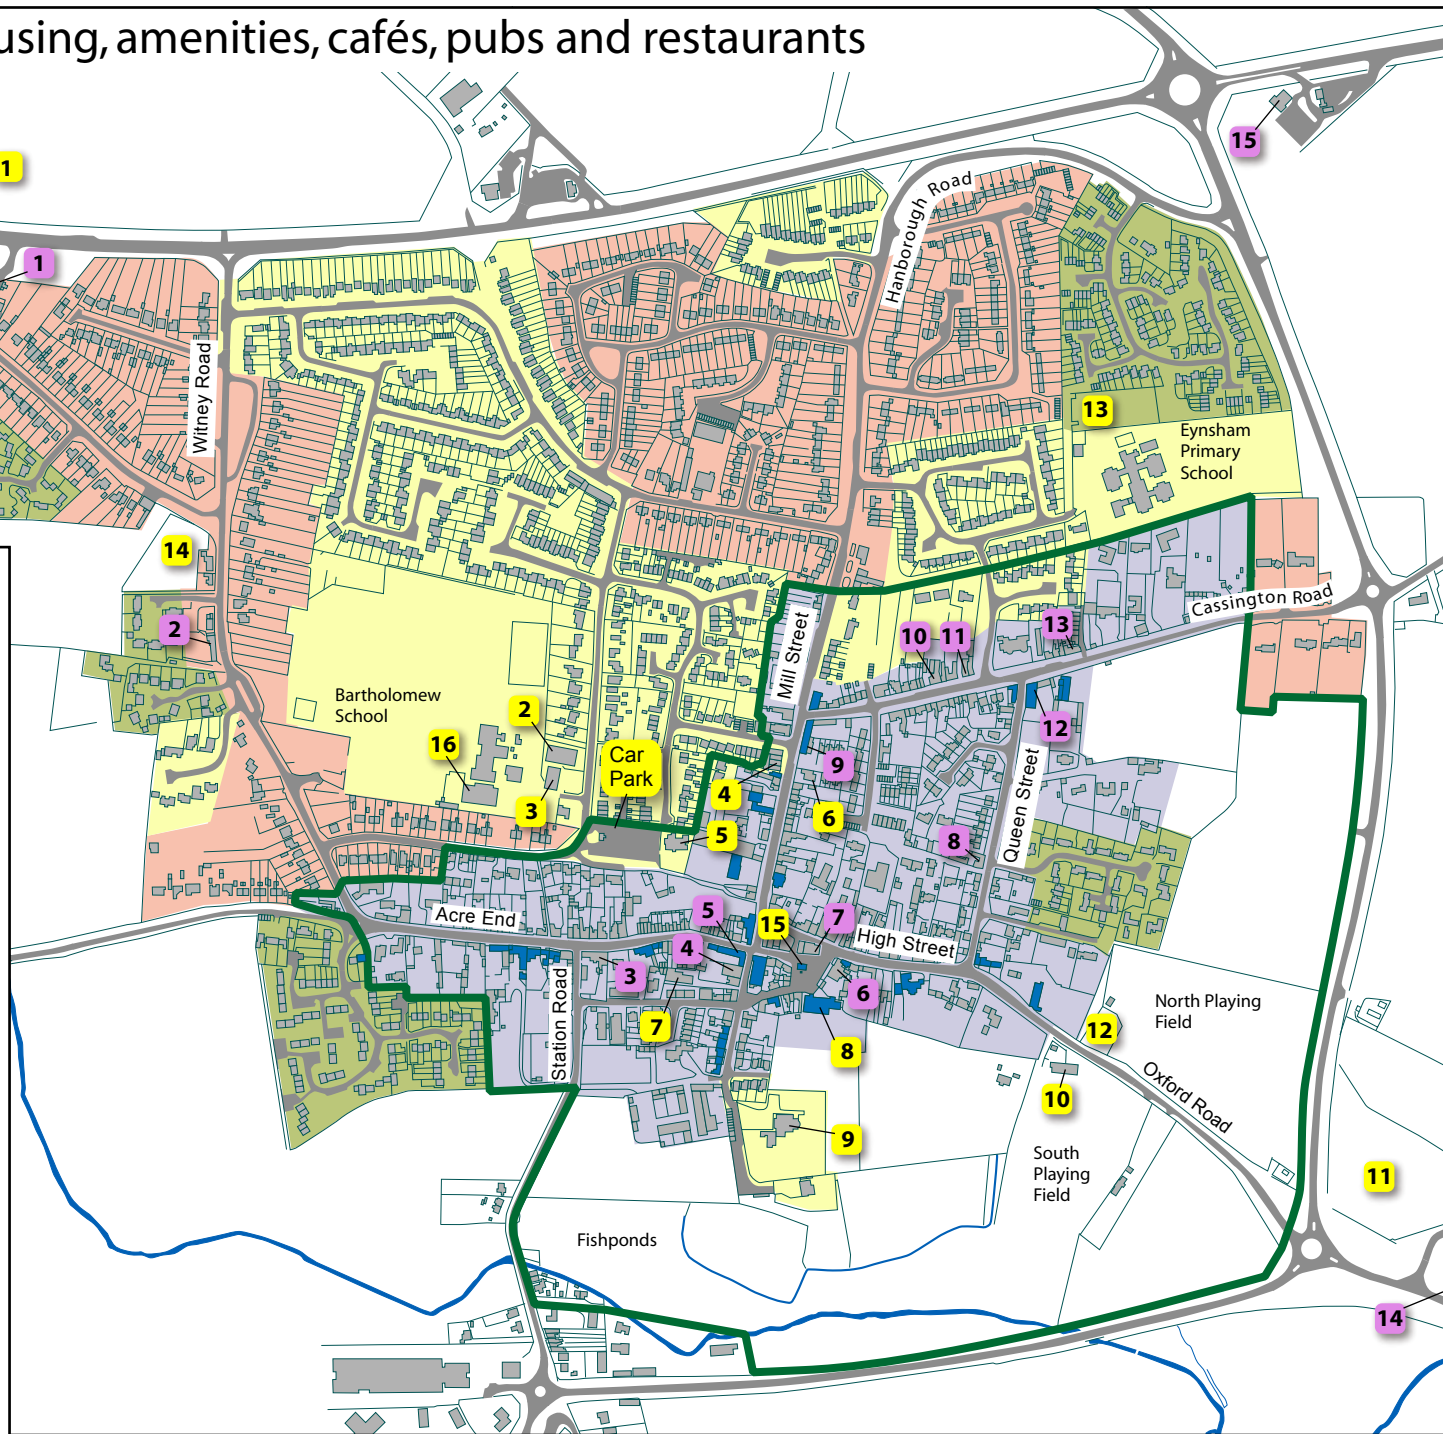 using, amenities, cafés, pubs and restaurants
15
1
Hanborough Road
1
Witney Road
13
Eynsham
Primary
School
14
Cassington Road
2
10
11
13
Mill Street
Bartholomew
School
2
12
16
Car
Park
9
4
3
6
Queen Street
5
8
Acre End
5
15
7
High Street
4
3
6
Station Road
7
8
12
North Playing
Field
10
Oxford Road
9
South
Playing
Field
11
Fishponds
14